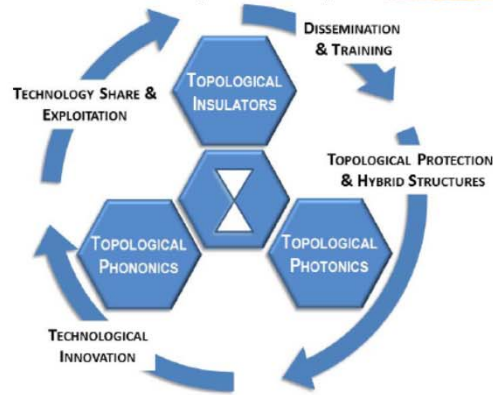 DISSEMINATION
& TRAINING
TOPOLOGICAL
INSULATORS
TECHNOLOGY SHARE &
EXPLOITATION
TOPOLOGICAL PROTECTION
& HYBRID STRUCTURES
TOPOLOGICAL
PHONONICS
TOPOLOGICAL
PHOTONICS
TECHNOLOGICAL
INNOVATION